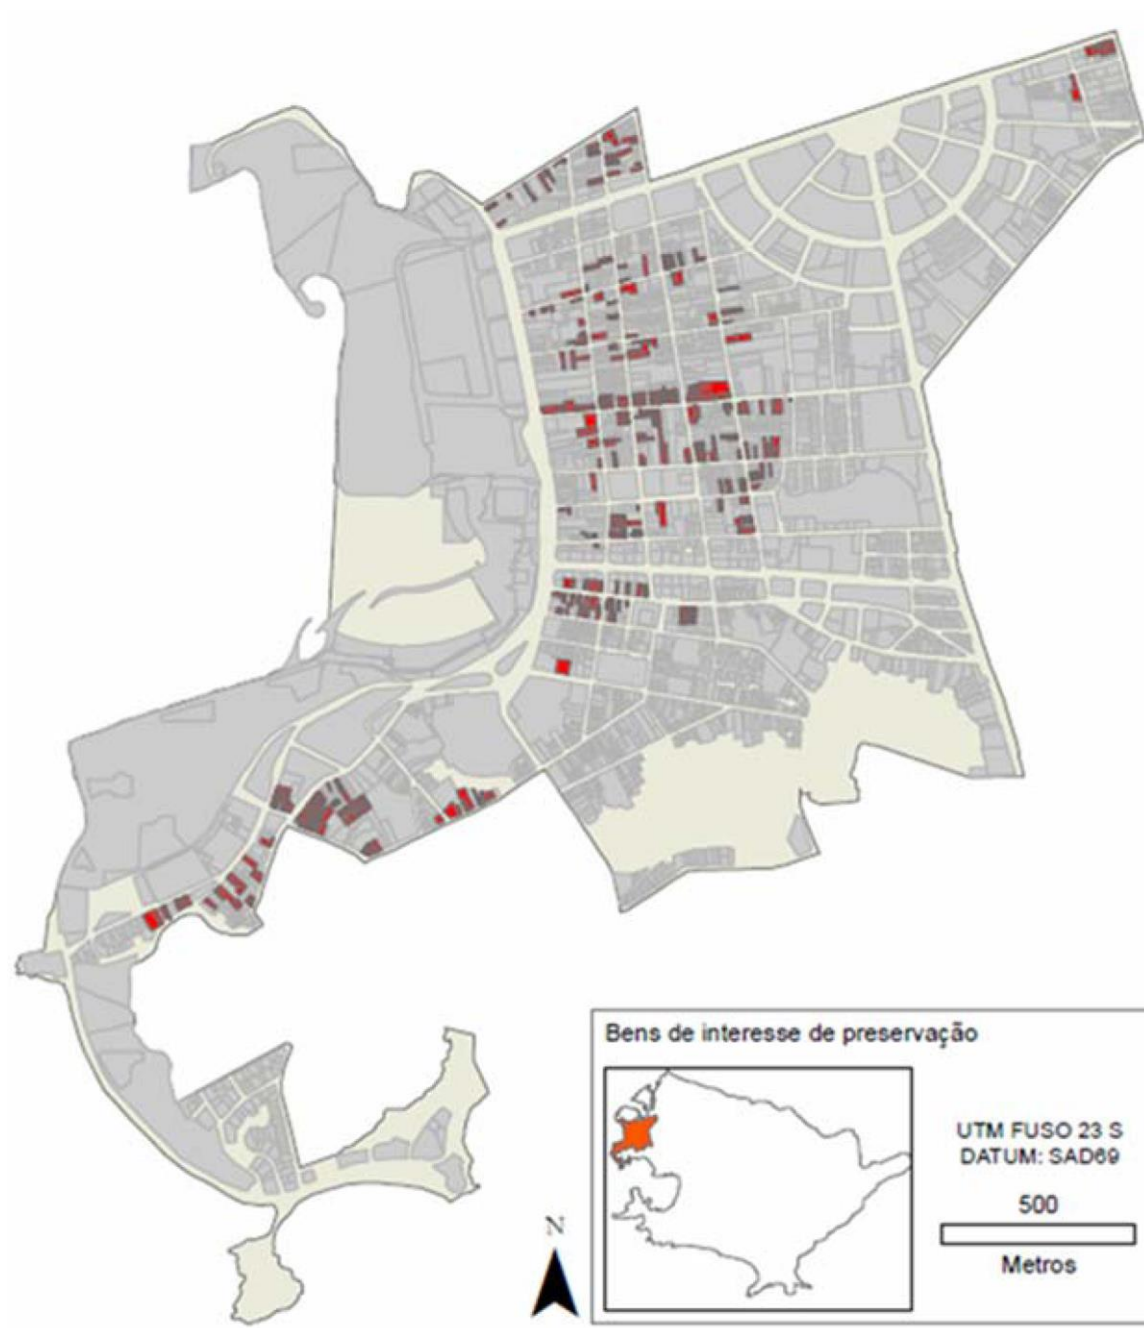 Bens de interesse de preservação
UTM FUSO 23 S
DATUM: SAD69
500
Metros
N